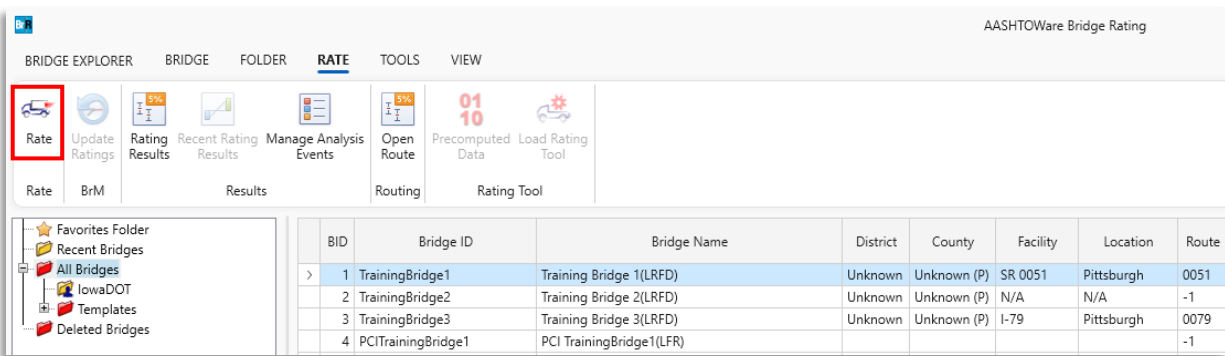 BrR
AASHTOWare Bridge Rating
BRIDGE EXPLORER BRIDGE FOLDER RATE TOOLS VIEW
5% 5% 01 10
Rate Update Ratings Rating Results Recent Rating Results Manage Analysis Events Open Route Precomputed Data Load Rating Tool
Rate BrM Results Routing Rating Tool
Favorites Folder
Recent Bridges
All Bridges
IowaDOT
Templates
Deleted Bridges
BID Bridge ID Bridge Name District County Facility Location Route
1 TrainingBridge1 Training Bridge 1(LRFD) Unknown Unknown (P) SR 0051 Pittsburgh 0051
2 TrainingBridge2 Training Bridge 2(LRFD) Unknown Unknown (P) N/A N/A -1
3 TrainingBridge3 Training Bridge 3(LRFD) Unknown Unknown (P) I-79 Pittsburgh 0079
4 PCITrainingBridge1 PCI TrainingBridge1(LFR) -1